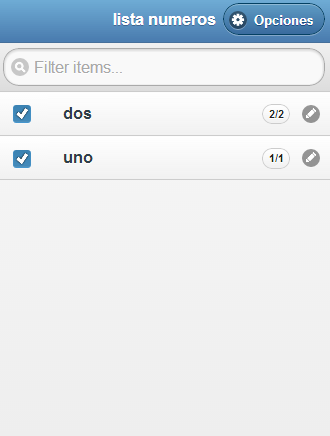 lista numeros Opciones
Filter items...
dos 2/2
uno 1/1